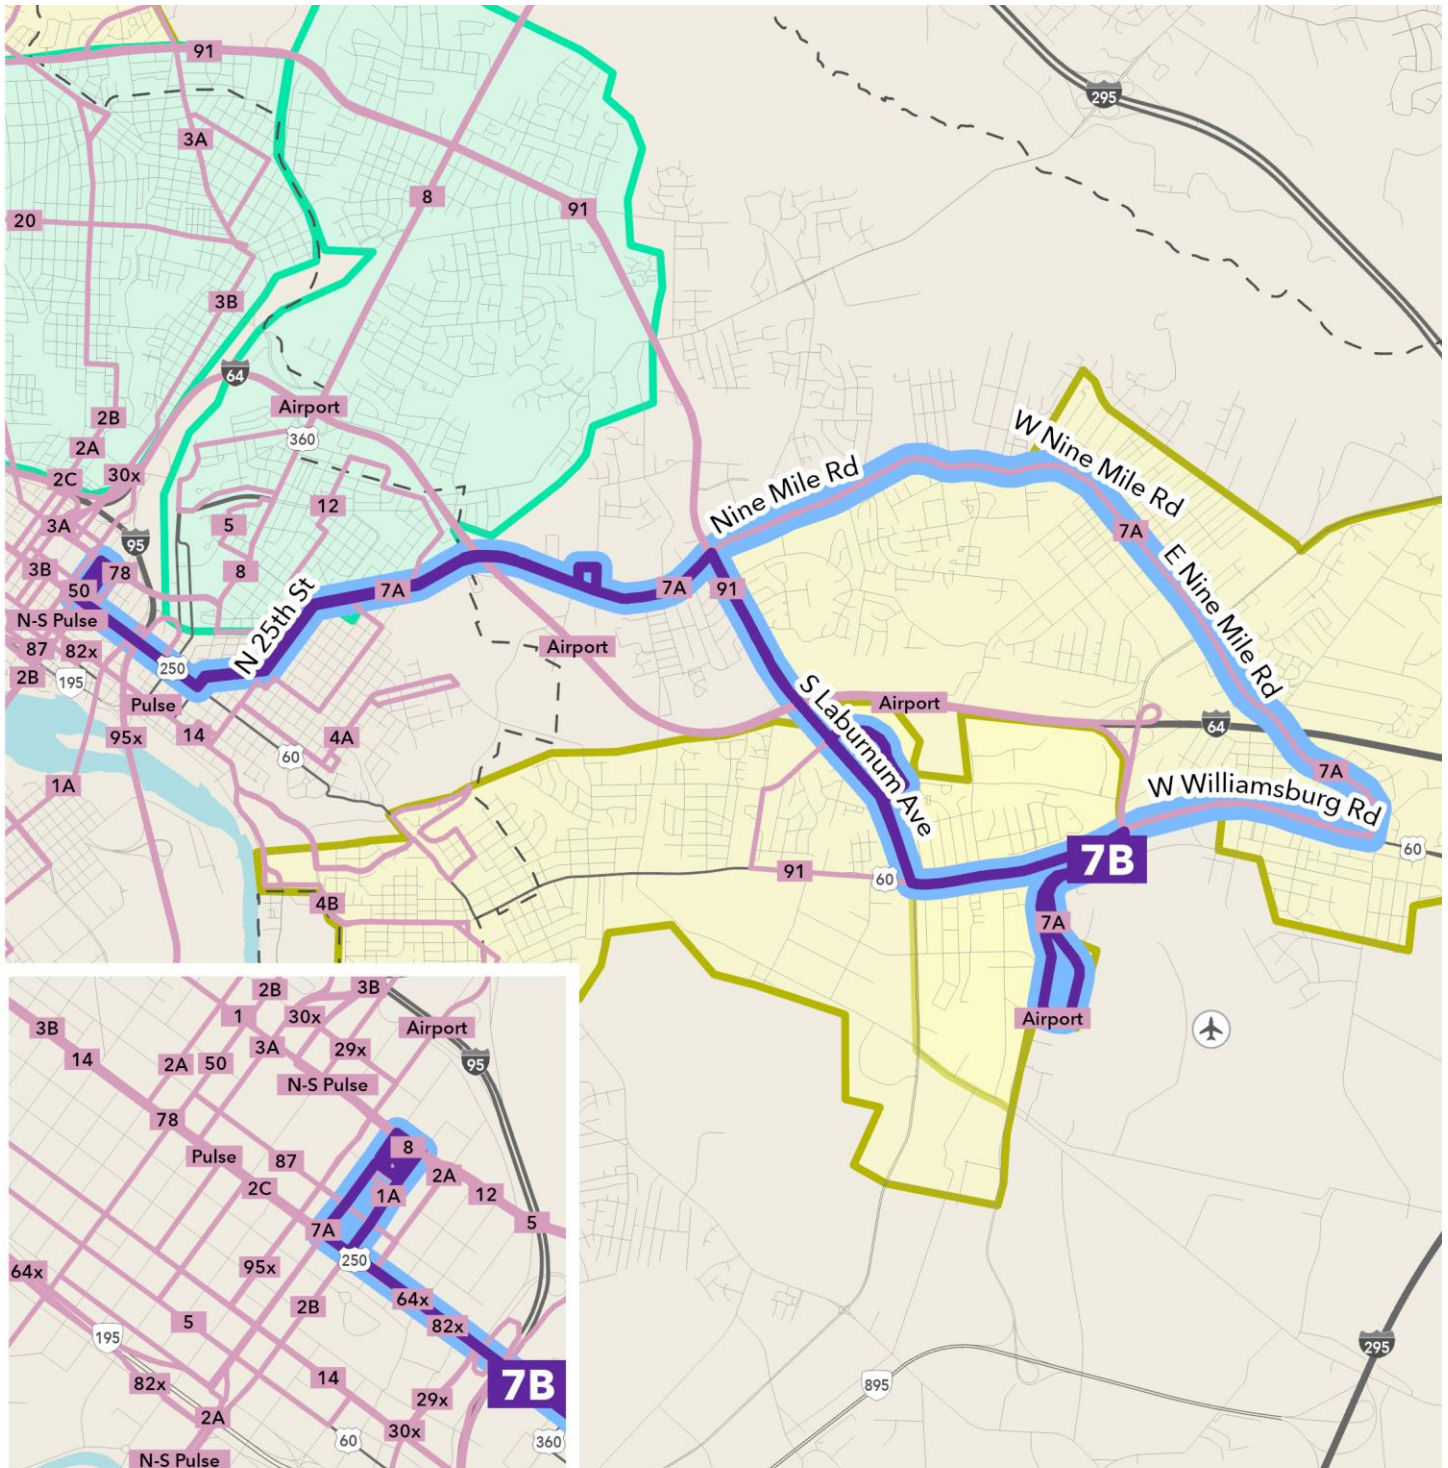 91
295
3A
8
91
20
3B
64
Airport
2B
360
W Nine Mile Rd
2A
Nine Mile Rd
2C
30x
12
3A
5
7A
95
E Nine Mile Rd
3B
78
8
50
7A
7A
91
N-S Pulse
N 25th St
Airport
87
82x
250
2B
195
S Laburnum Ave
Airport
Pulse
64
95x
14
4A
60
7A
1A
W Williamsburg Rd
60
7B
91
60
4B
7A
Airport
2B
3B
3B
1
30x
Airport
14
3A
29x
95
2A
50
N-S Pulse
78
8
Pulse
87
2A
2C
1A
12
7A
5
250
64x
95x
64x
2B
82x
5
195
295
14
7B
82x
29x
895
2A
30x
60
360
N-S Pulse